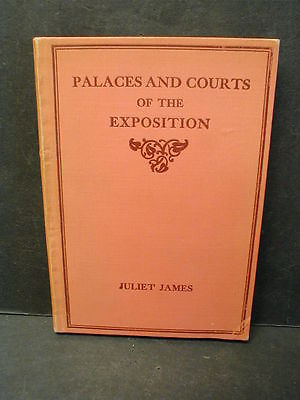 PALACES AND COURTS
OF THE
EXPOSITION
JULIET JAMES